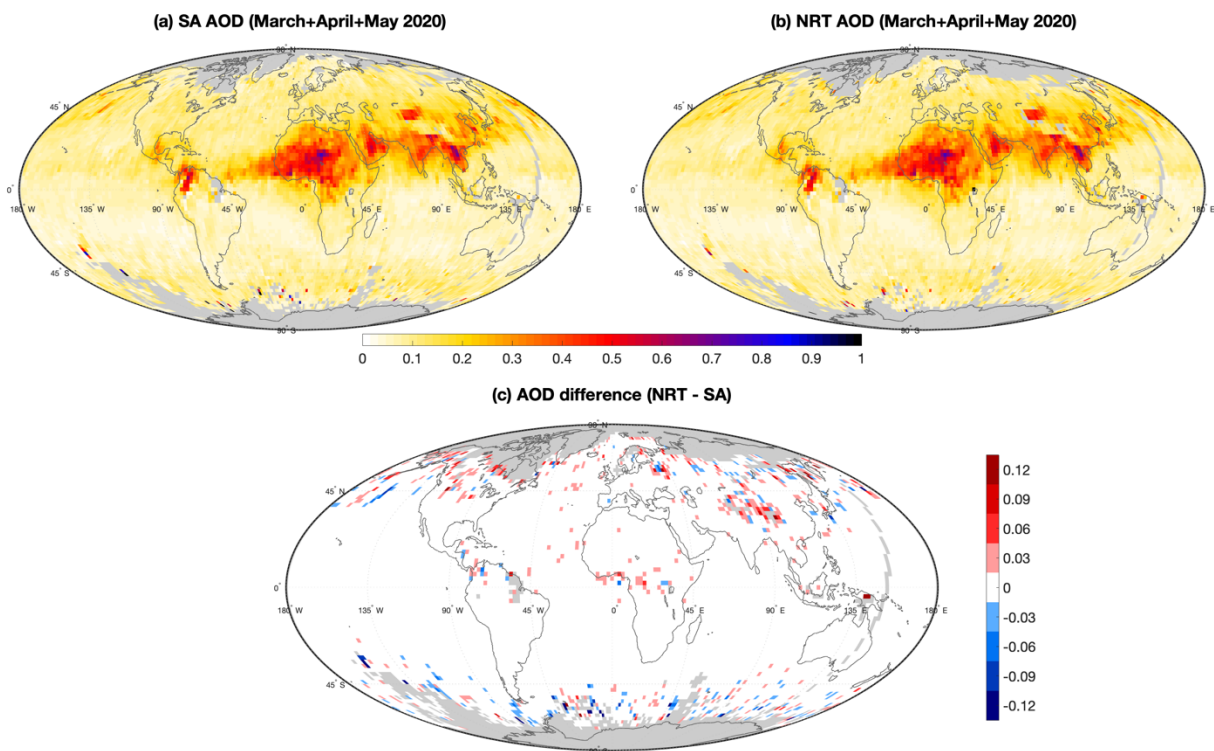 (a) SA AOD (March+April+May 2020)
(b) NRT AOD (March+April+May 2020)
90°N 90°N
45°N 45°N
0° 0°
180°W 135°W 90°W 45°W 0° 45°E 90°E 135°E 180°E
180°W 135°W 90°W 45°W 0° 45°E 90°E 135°E 180°E
45°S 45°S
90°S 90°S
0 0.1 0.2 0.3 0.4 0.5 0.6 0.7 0.8 0.9 1
(c) AOD difference (NRT - SA)
90°N
45°N
0°
180°W 135°W 90°W 45°W 0° 45°E 90°E 135°E 180°E
45°S
90°S
0.12
0.09
0.06
0.03
0
-0.03
-0.06
-0.09
-0.12